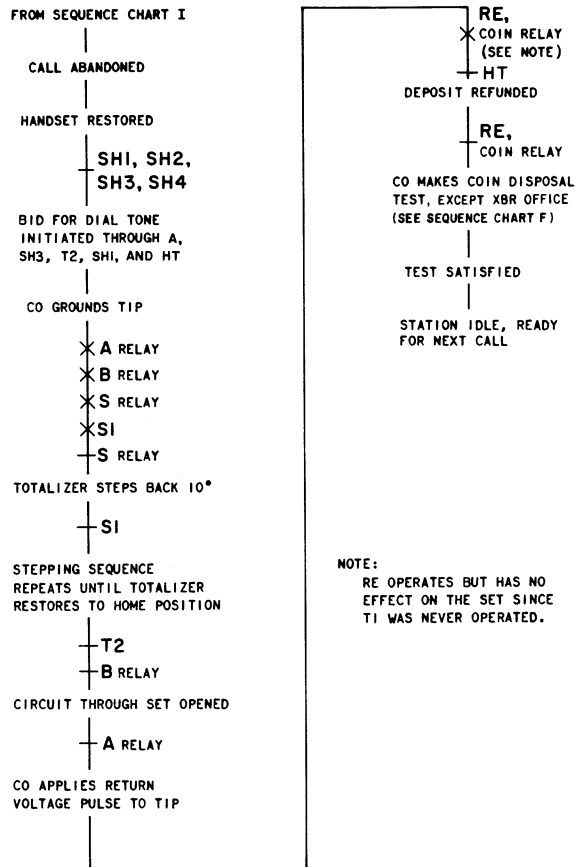 FROM SEQUENCE CHART I
CALL ABANDONED
HANDSET RESTORED
SH1, SH2,
SH3, SH4
BID FOR DIAL TONE
INITIATED THROUGH A,
SH3, T2, SH1, AND HT
CO GROUNDS TIP
A RELAY
B RELAY
S RELAY
S1
S RELAY
TOTALIZER STEPS BACK 10°
S1
STEPPING SEQUENCE
REPEATS UNTIL TOTALIZER
RESTORES TO HOME POSITION
T2
B RELAY
CIRCUIT THROUGH SET OPENED
A RELAY
CO APPLIES RETURN
VOLTAGE PULSE TO TIP
RE,
COIN RELAY
(SEE NOTE)
HT
DEPOSIT REFUNDED
RE,
COIN RELAY
CO MAKES COIN DISPOSAL
TEST, EXCEPT XBR OFFICE
(SEE SEQUENCE CHART F)
TEST SATISFIED
STATION IDLE, READY
FOR NEXT CALL
NOTE:
RE OPERATES BUT HAS NO
EFFECT ON THE SET SINCE
T1 WAS NEVER OPERATED.